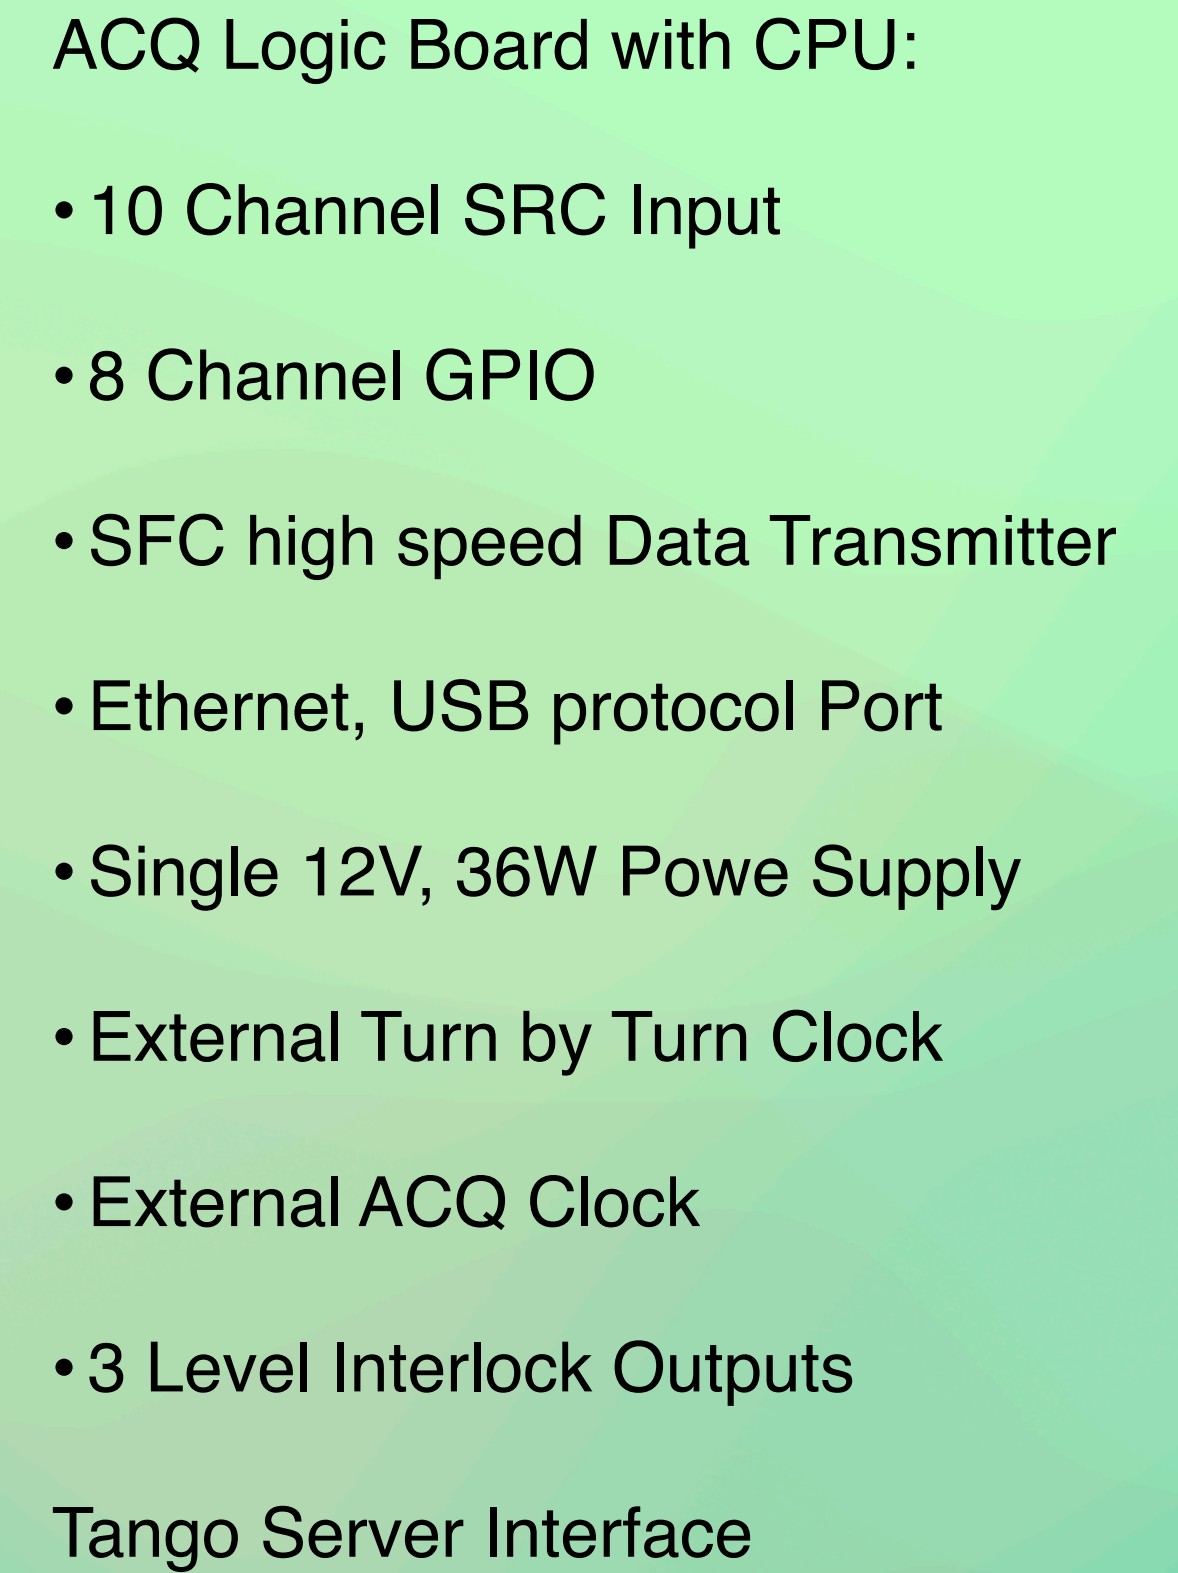 ACQ Logic Board with CPU:
• 10 Channel SRC Input
• 8 Channel GPIO
• SFC high speed Data Transmitter
• Ethernet, USB protocol Port
• Single 12V, 36W Powe Supply
• External Turn by Turn Clock
• External ACQ Clock
• 3 Level Interlock Outputs
Tango Server Interface